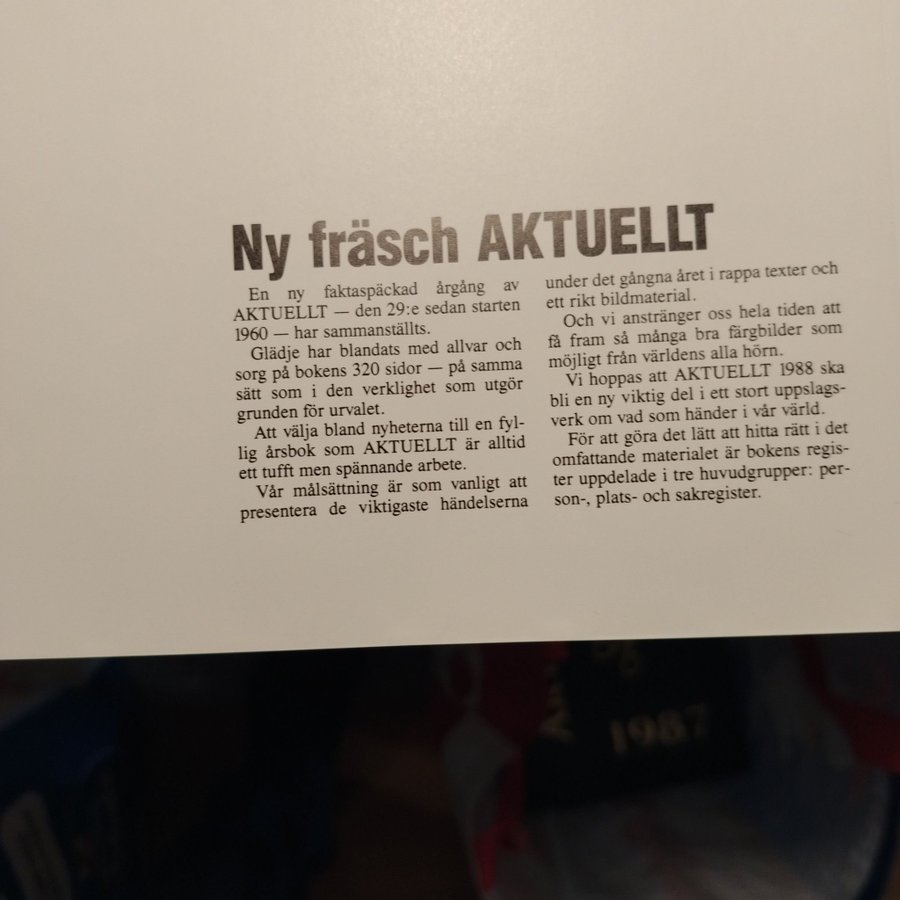 Ny fräsch AKTUELLT
En ny faktaspäckad årgång av
AKTUELLT — den 29:e sedan starten
1960 — har sammanställts.
Glädje har blandats med allvar och
sorg på bokens 320 sidor — på samma
sätt som i den verklighet som utgör
grunden för urvalet.
Att välja bland nyheterna till en fyl-
lig årsbok som AKTUELLT är alltid
ett tufft men spännande arbete.
Vår målsättning är som vanligt att
presentera de viktigaste händelserna
under det gångna året i rappa texter och
ett rikt bildmaterial.
Och vi anstränger oss hela tiden att
få fram så många bra färgbilder som
möjligt från världens alla hörn.
Vi hoppas att AKTUELLT 1988 ska
bli en ny viktig del i ett stort uppslags-
verk om vad som händer i vår värld.
För att göra det lätt att hitta rätt i det
omfattande materialet är bokens regis-
ter uppdelade i tre huvudgrupper: per-
son-, plats- och sakregister.
1987